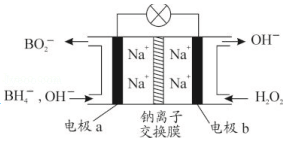 BO₂⁻ OH⁻
Na⁺ Na⁺
Na⁺ Na⁺
BH₄⁻,OH⁻ H₂O₂
电极 a 钠离子 电极 b
交换膜